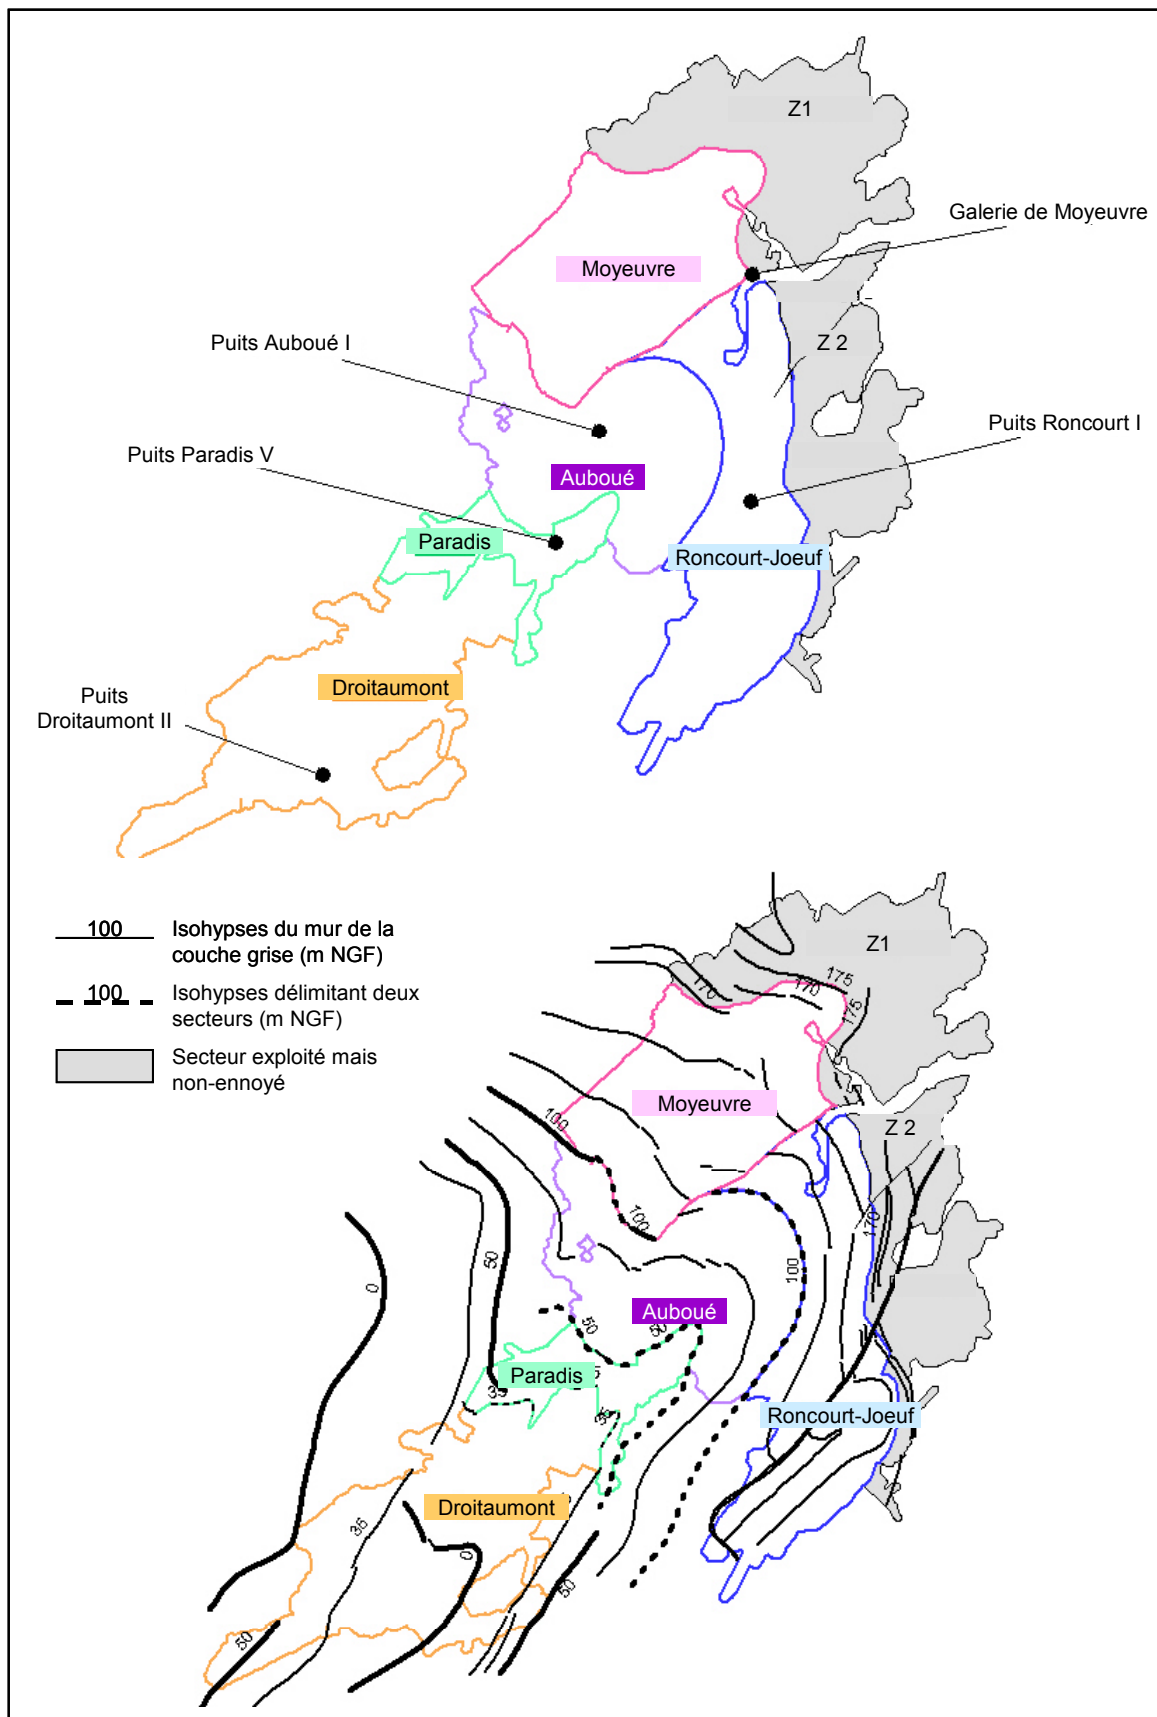 Z1
Galerie de Moyeuvre
Moyeuvre
Puits Auboué I
Z 2
Puits Roncourt I
Puits Paradis V
Auboué
Paradis
Roncourt-Joeuf
Droitaumont
Puits
Droitaumont II
100
Isohypses du mur de la
couche grise (m NGF)
100
Isohypses délimitant deux
secteurs (m NGF)
Secteur exploité mais
non-ennoyé
Z1
175
170
170
175
Moyeuvre
100
Z 2
100
170
50
0
100
Auboué
50
50
Paradis
35
35
Roncourt-Joeuf
Droitaumont
35
0
50
50